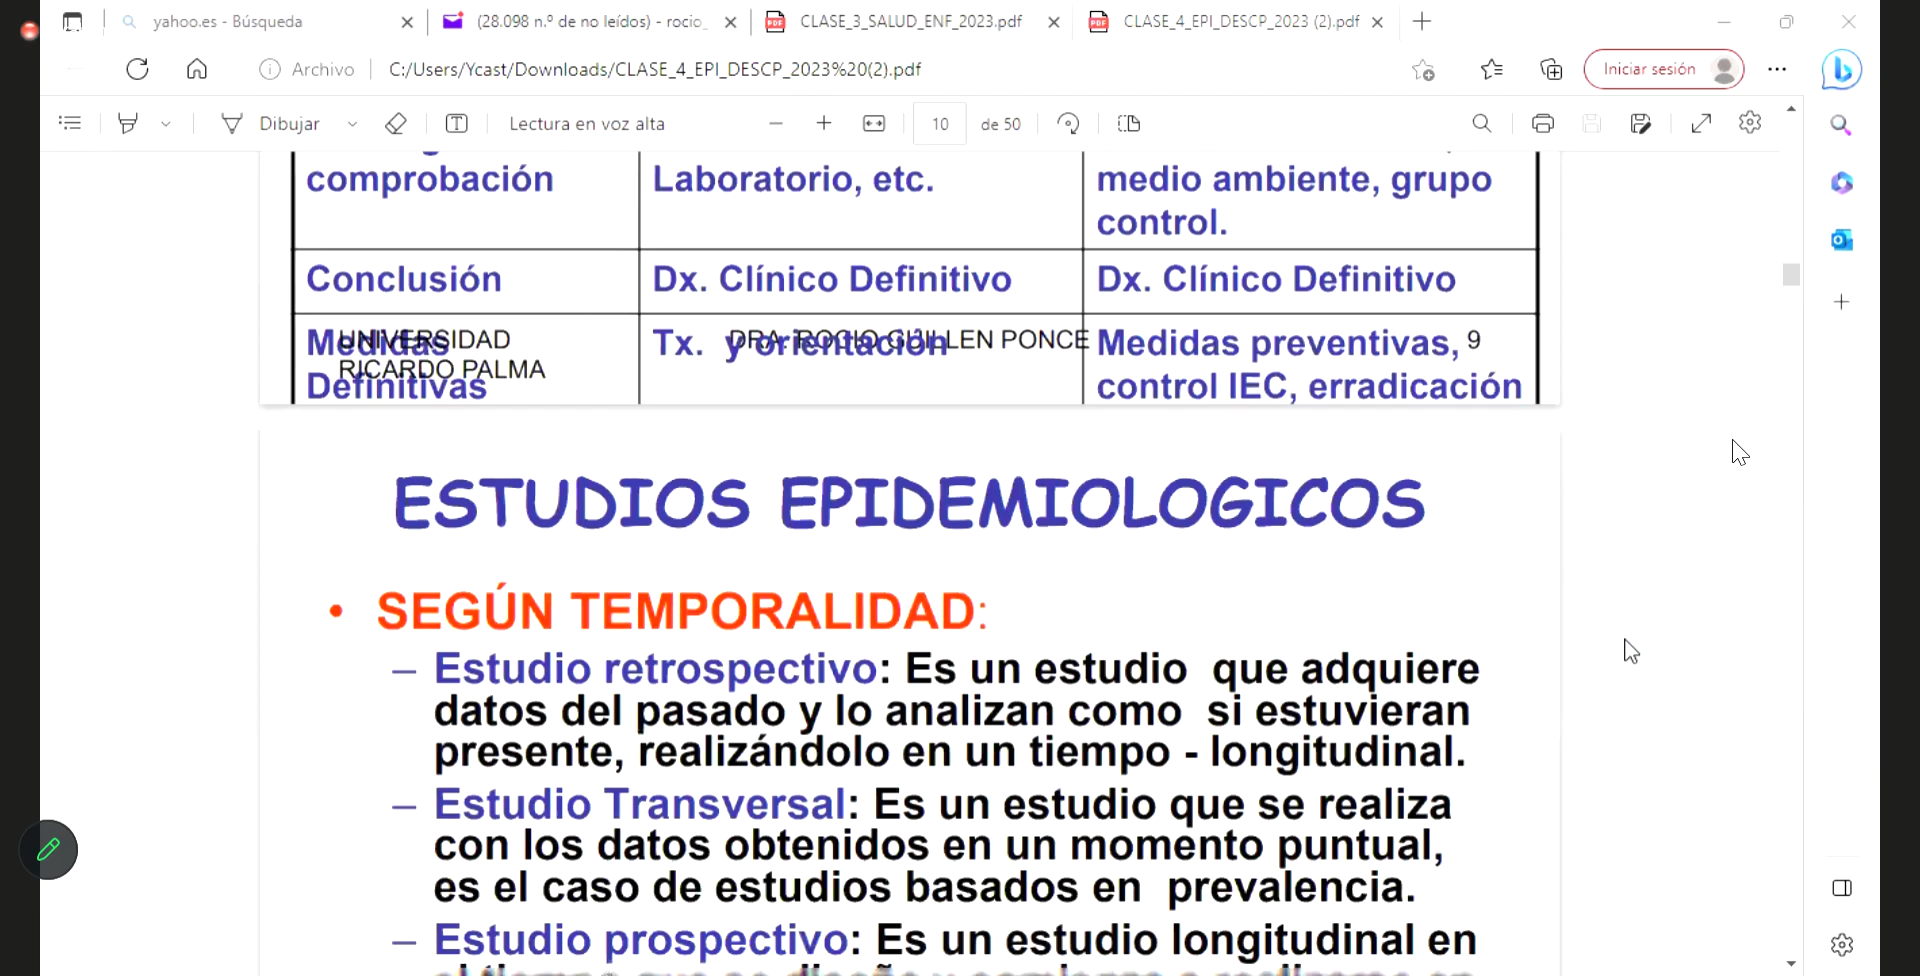 yahoo.es - Búsqueda
(28.098 n.º de no leídos) - rocio_
CLASE_3_SALUD_ENF_2023.pdf
CLASE_4_EPI_DESCP_2023 (2).pdf
Archivo
C:/Users/Ycast/Downloads/CLASE_4_EPI_DESCP_2023%20(2).pdf
Iniciar sesión
Dibujar
Lectura en voz alta
10
de 50
comprobación
Laboratorio, etc.
medio ambiente, grupo
control.
Conclusión
Dx. Clínico Definitivo
Dx. Clínico Definitivo
Medidas
Definitivas
Tx. y orientación
Medidas preventivas,
control IEC, erradicación
UNIVERSIDAD
RICARDO PALMA
DRA. ROCIO GUILLEN PONCE
9
ESTUDIOS EPIDEMIOLOGICOS
• SEGÚN TEMPORALIDAD:
– Estudio retrospectivo: Es un estudio que adquiere
datos del pasado y lo analizan como si estuvieran
presente, realizándolo en un tiempo - longitudinal.
– Estudio Transversal: Es un estudio que se realiza
con los datos obtenidos en un momento puntual,
es el caso de estudios basados en prevalencia.
– Estudio prospectivo: Es un estudio longitudinal en